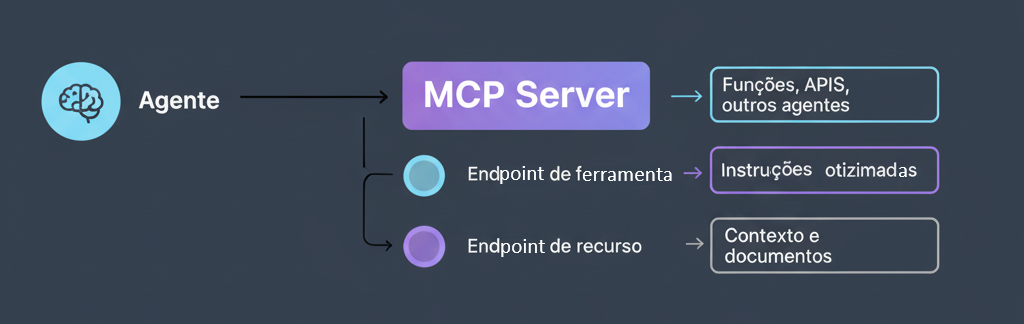 Agente
MCP Server
Funções, APIS,
outros agentes
Endpoint de ferramenta
Instruções otizimadas
Endpoint de recurso
Contexto e
documentos